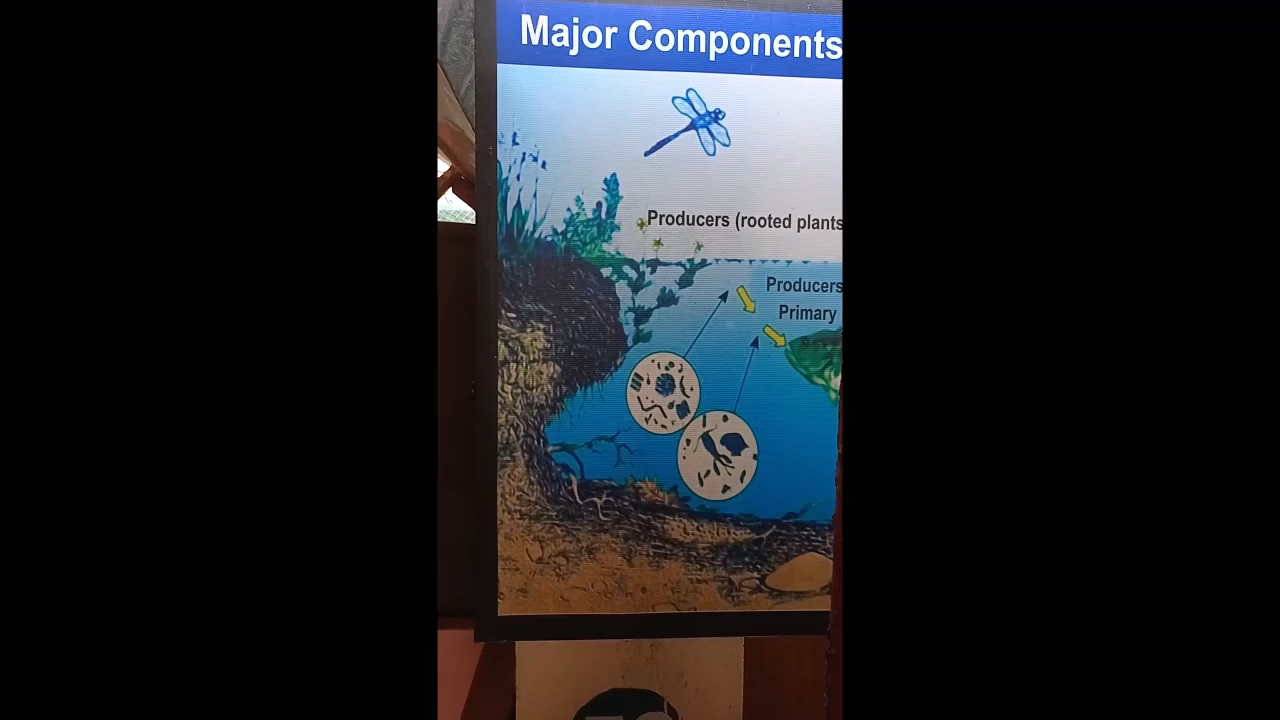 Major Components
Producers (rooted plants
Producers
Primary